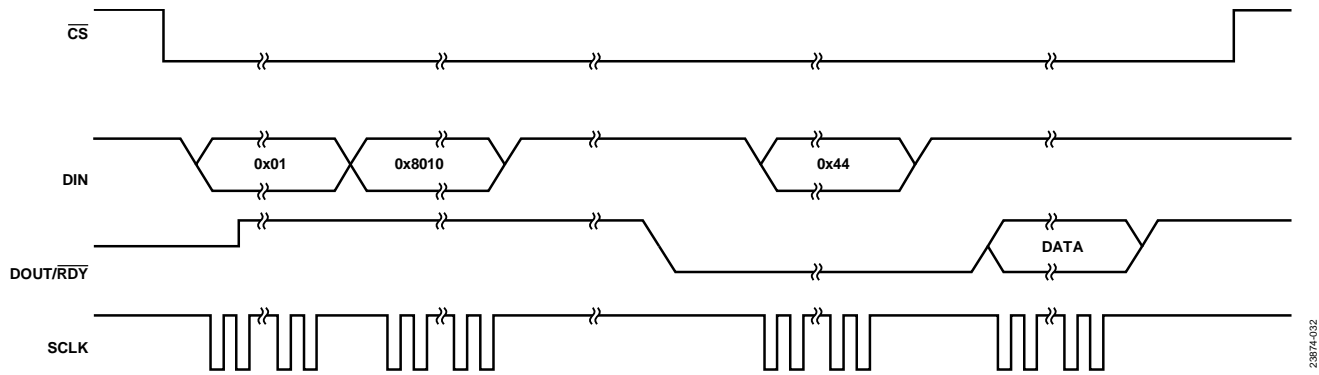 CS
DIN
0x01
0x8010
0x44
DOUT/RDY
DATA
SCLK
23874-032